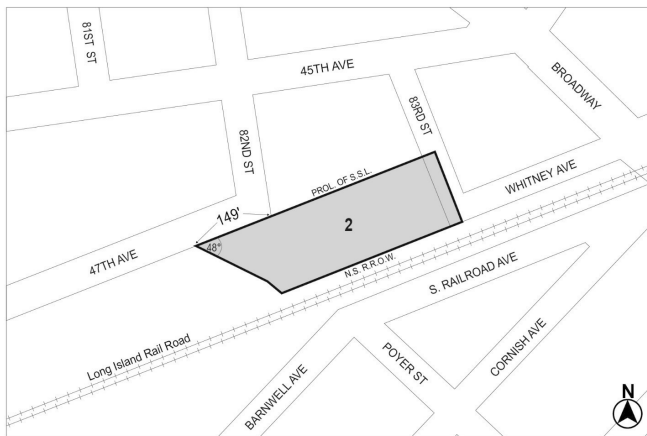 81ST ST
45TH AVE
BROADWAY
82ND ST
83RD ST
PROL. OF S.S.L.
WHITNEY AVE
149'
2
48°
47TH AVE
N.S. R.R.O.W.
S. RAILROAD AVE
Long Island Rail Road
CORNISH AVE
POYER ST
BARNWELL AVE
N